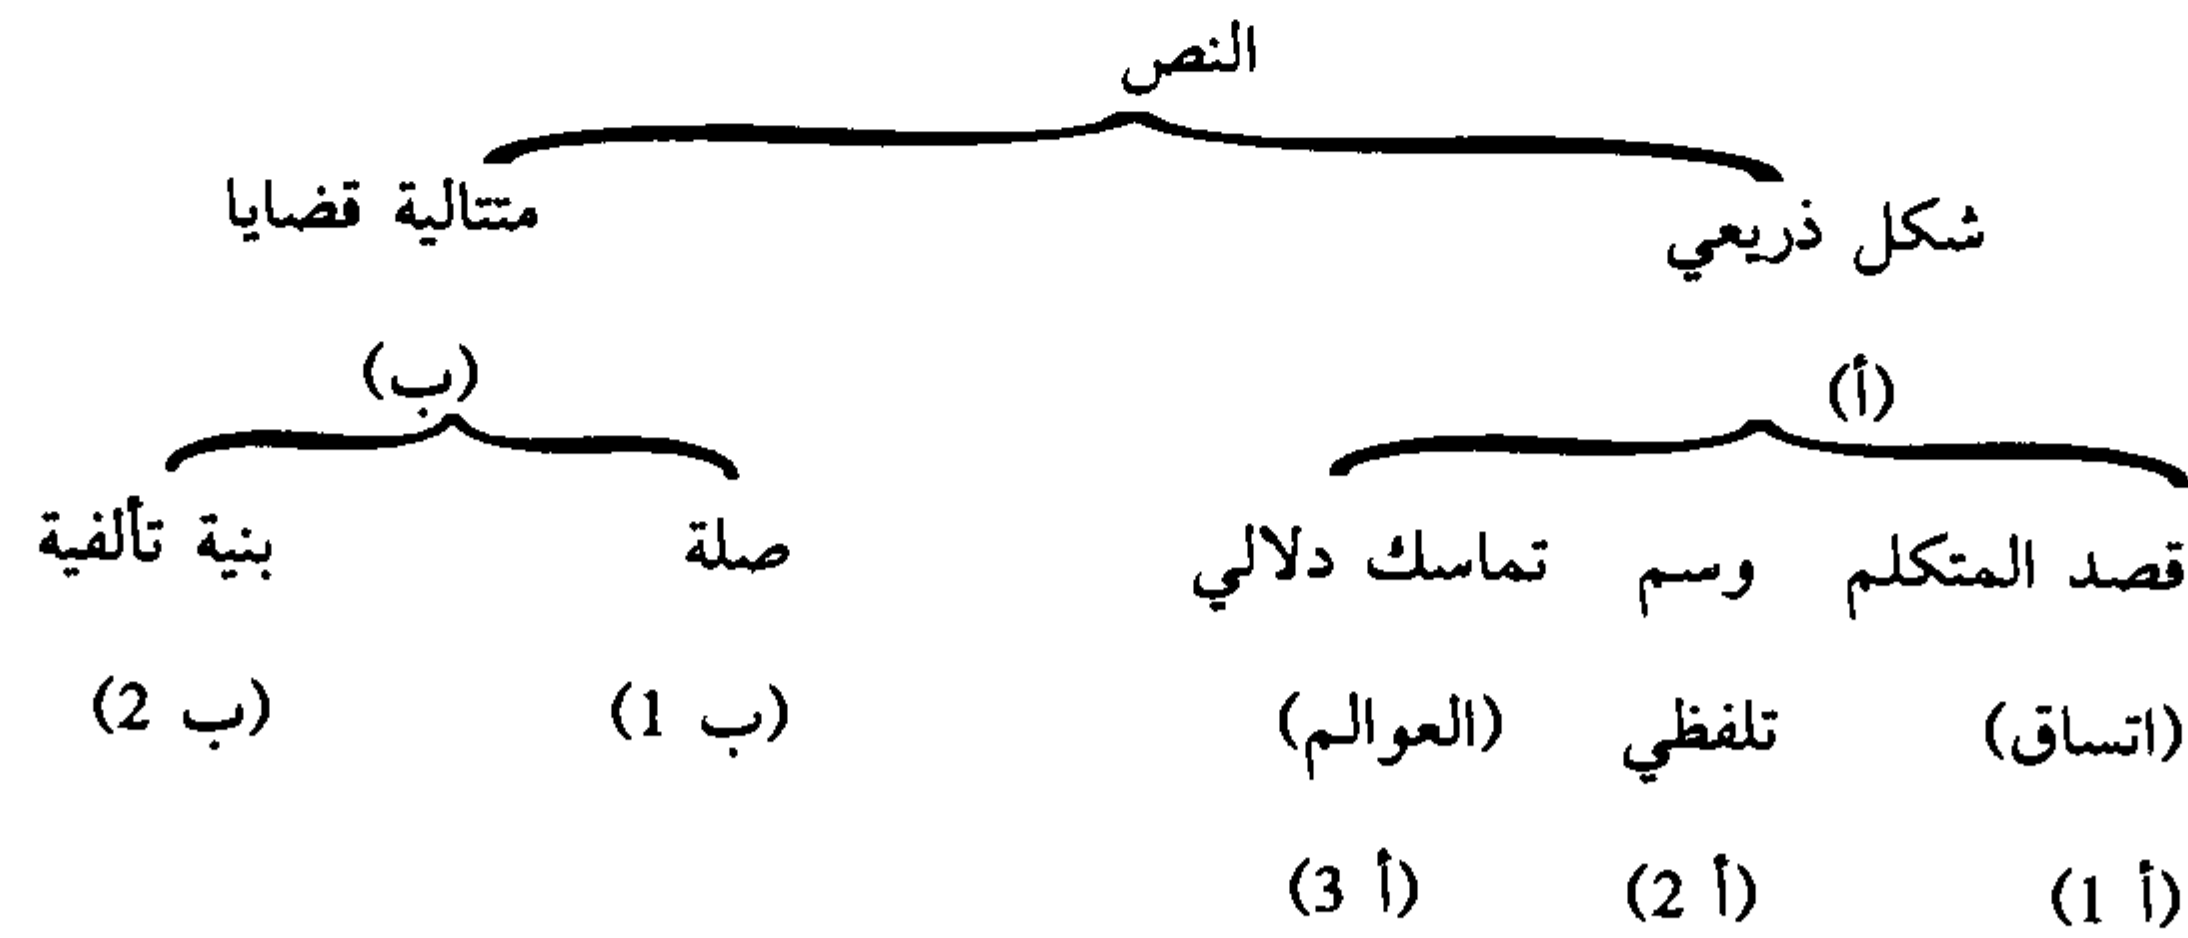 النص
شكل ذريعي متتالية قضايا
(أ) (ب)
قصد المتكلم وسم تماسك دلالي صلة بنية تألفية
(اتساق) تلفظي (العوالم) (ب 1) (ب 2)
(أ 1) (أ 2) (أ 3)